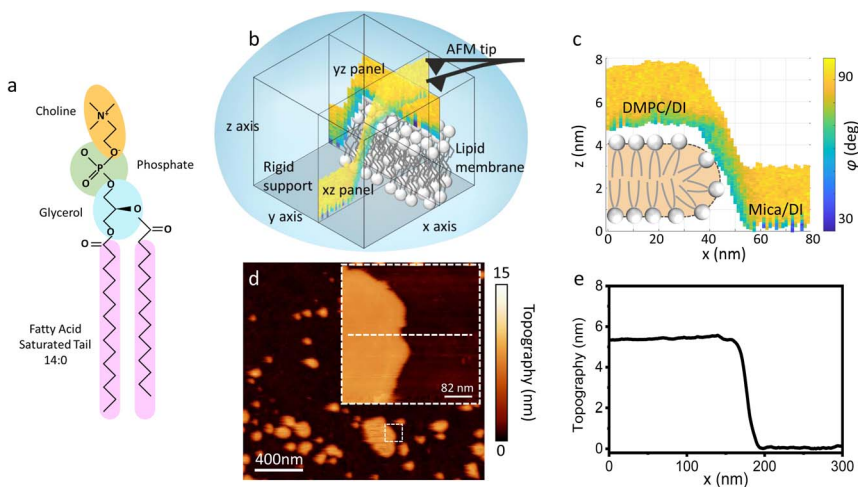 a
Choline
N+
O-
P
O
O
O
Phosphate
Glycerol
O
O
O
O
Fatty Acid
Saturated Tail
14:0
b
AFM tip
yz panel
z axis
Rigid
support
xz panel
y axis
x axis
Lipid
membrane
c
8
6
4
2
0
z (nm)
DMPC/DI
Mica/DI
0 20 40 60 80
x (nm)
90
30
φ (deg)
d
82 nm
400nm
15
0
Topography (nm)
e
8
6
4
2
0
Topography (nm)
0 100 200 300
x (nm)